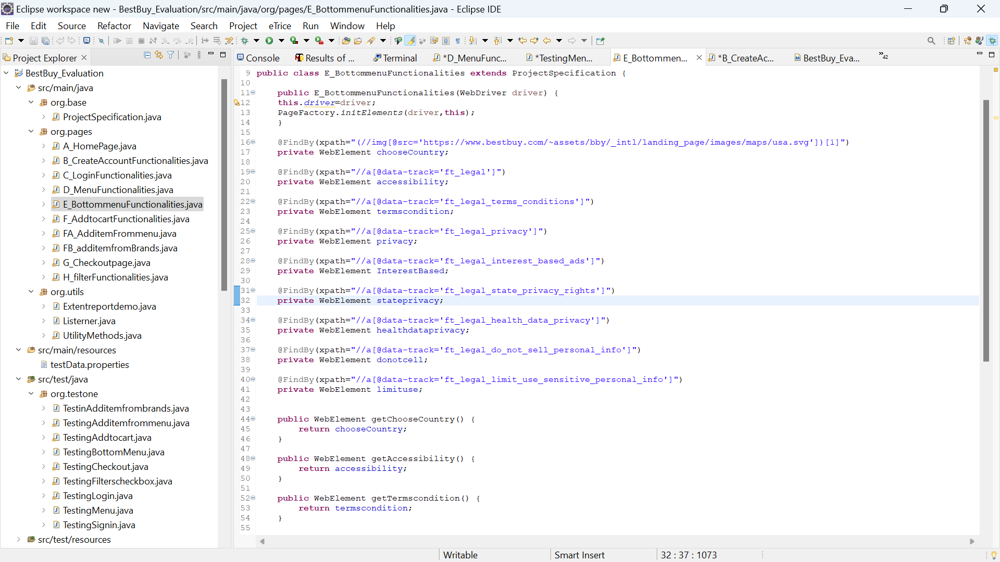 Eclipse workspace new - BestBuy_Evaluation/src/main/java/org/pages/E_BottommenuFunctionalities.java - Eclipse IDE
File Edit Source Refactor Navigate Search Project eTrice Run Window Help
Project Explorer
BestBuy_Evaluation
src/main/java
org.base
ProjectSpecification.java
org.pages
A_HomePage.java
B_CreateAccountFunctionalities.java
C_LoginFunctionalities.java
D_MenuFunctionalities.java
E_BottommenuFunctionalities.java
F_AddtocartFunctionalities.java
FA_AdditemFrommenu.java
FB_additemfromBrands.java
G_Checkoutpage.java
H_filterFunctionalities.java
org.utils
Extentreportdemo.java
Listerner.java
UtilityMethods.java
src/main/resources
testData.properties
src/test/java
org.testone
TestinAdditemfrombrands.java
TestingAdditemfrommenu.java
TestingAddtocart.java
TestingBottomMenu.java
TestingCheckout.java
TestingFilterscheckbox.java
TestingLogin.java
TestingMenu.java
TestingSignin.java
src/test/resources
Console Results of ... Terminal *D_MenuFunc... *TestingMen... E_Bottommen... *B_CreateAc... BestBuy_Eva... »42
9 public class E_BottommenuFunctionalities extends ProjectSpecification {
10
11 public E_BottommenuFunctionalities(WebDriver driver) {
12 this.driver=driver;
13 PageFactory.initElements(driver,this);
14 }
15
16 @FindBy(xpath="(//img[@src='https://www.bestbuy.com/~assets/bby/_intl/landing_page/images/maps/usa.svg'])[1]")
17 private WebElement chooseCountry;
18
19 @FindBy(xpath="//a[@data-track='ft_legal']")
20 private WebElement accessibility;
21
22 @FindBy(xpath="//a[@data-track='ft_legal_terms_conditions']")
23 private WebElement termscondition;
24
25 @FindBy(xpath="//a[@data-track='ft_legal_privacy']")
26 private WebElement privacy;
27
28 @FindBy(xpath="//a[@data-track='ft_legal_interest_based_ads']")
29 private WebElement InterestBased;
30
31 @FindBy(xpath="//a[@data-track='ft_legal_state_privacy_rights']")
32 private WebElement stateprivacy;
33
34 @FindBy(xpath="//a[@data-track='ft_legal_health_data_privacy']")
35 private WebElement healthdataprivacy;
36
37 @FindBy(xpath="//a[@data-track='ft_legal_do_not_sell_personal_info']")
38 private WebElement donotcell;
39
40 @FindBy(xpath="//a[@data-track='ft_legal_limit_use_sensitive_personal_info']")
41 private WebElement limituse;
42
43
44 public WebElement getChooseCountry() {
45 return chooseCountry;
46 }
47
48 public WebElement getAccessibility() {
49 return accessibility;
50 }
51
52 public WebElement getTermscondition() {
53 return termscondition;
54 }
55
Writable Smart Insert 32 : 37 : 1073